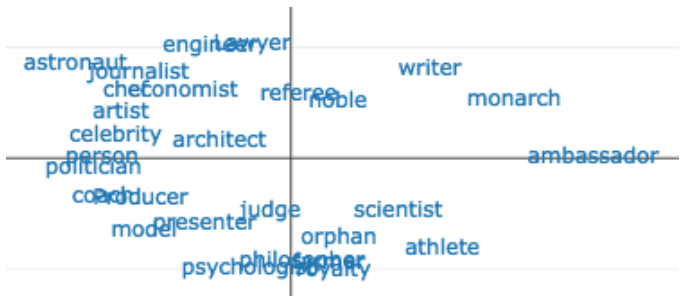 engineer
Lawyer
astronaut
journalist
writer
chef
economist
referee
noble
monarch
artist
celebrity
architect
person
ambassador
politician
coach
Producer
judge
scientist
presenter
model
orphan
athlete
philosopher
psychologist
royalty